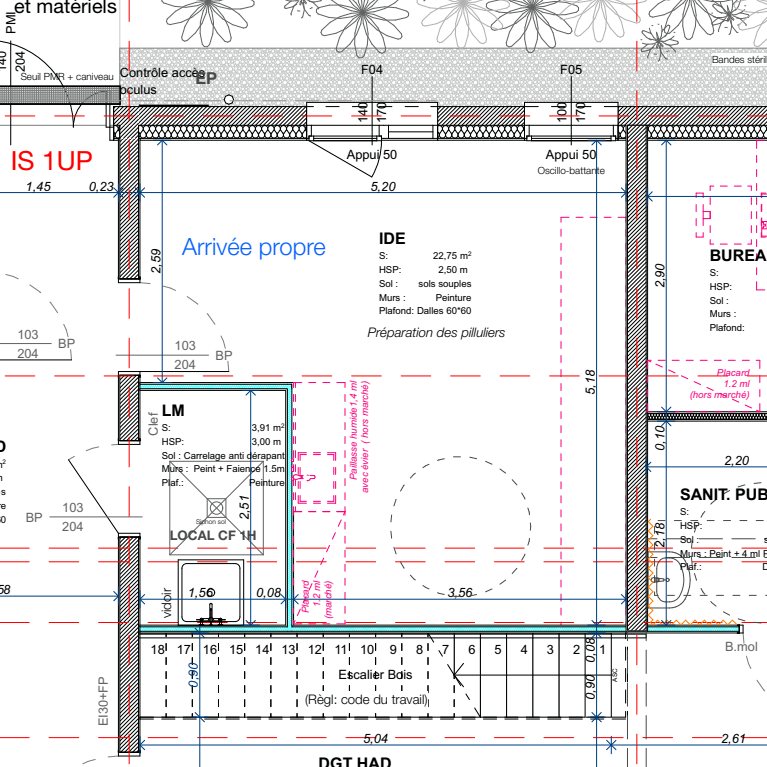 et matériels
PMI
140
204
Seuil PMR + caniveau
Contrôle accès
EP
oculus
F04
F05
Bandes stéril
140
170
100
170
IS 1UP
Appui 50
Appui 50
Oscillo-battante
1,45
0,23
5,20
2,59
Arrivée propre
IDE
S: 22,75 m²
HSP: 2,50 m
Sol : sols souples
Murs : Peinture
Plafond: Dalles 60*60
Préparation des pilluliers
2,90
BUREA
S:
HSP:
Sol :
Murs :
Plafond:
103
204
BP
103
204
BP
5,18
Placard
1.2 ml
(hors marché)
Clef
LM
S: 3,91 m²
HSP: 3,00 m
Sol : Carrelage anti dérapant
Murs : Peint + Faience 1.5m
Plaf.: Peinture
Paillasse humide1,4 ml
avec évier ( hors marché)
0,10
2,20
2,51
Siphon sol
LOCAL CF 1H
BP
103
204
SANIT. PUB
S:
HSP:
Sol : s
Murs : Peint + 4 ml F
Plaf.: D
2,18
58
vidoir
1,56
0,08
Placard
1.2 ml
(marché)
3,56
18 17 16 15 14 13 12 11 10 9 8 7 6 5 4 3 2 1
0,08
0,90
0,90
Escalier Bois
(Règl: code du travail)
ASC
B.mol
EI30+FP
5,04
2,61
DGT HAD